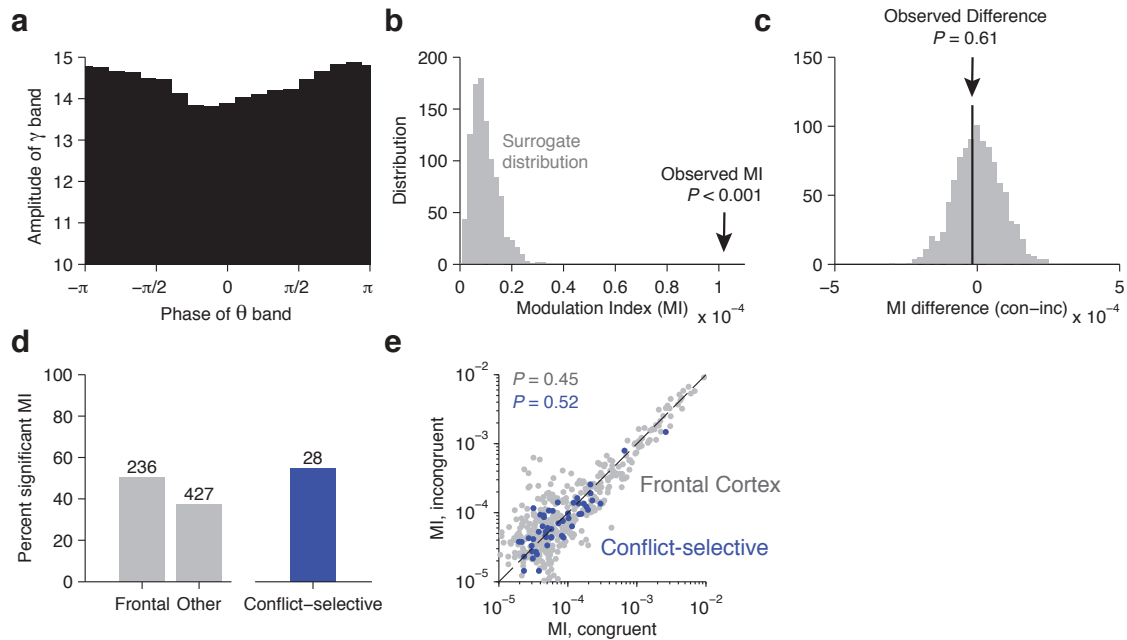 a
15
14
13
12
11
10
Amplitude of γ band
−π
−π/2
0
π/2
π
Phase of θ band
b
200
150
100
50
0
Distribution
Surrogate
distribution
Observed MI
P < 0.001
0
0.2
0.4
0.6
0.8
1
Modulation Index (MI)
x 10⁻⁴
c
Observed Difference
P = 0.61
150
100
50
0
−5
0
5
MI difference (con−inc)
x 10⁻⁴
d
100
80
60
40
20
0
Percent significant MI
236
427
28
Frontal
Other
Conflict−selective
e
P = 0.45
P = 0.52
10⁻²
10⁻³
10⁻⁴
10⁻⁵
MI, incongruent
Frontal Cortex
Conflict-selective
10⁻⁵
10⁻⁴
10⁻³
10⁻²
MI, congruent